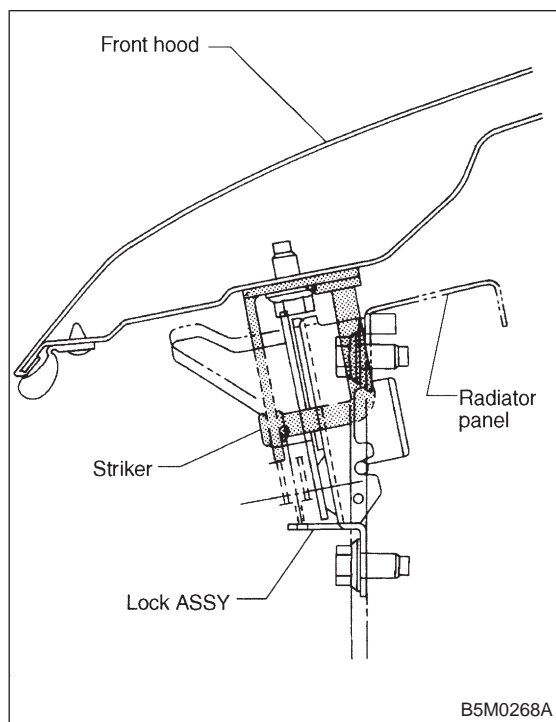 Front hood
Radiator
panel
Striker
Lock ASSY
B5M0268A